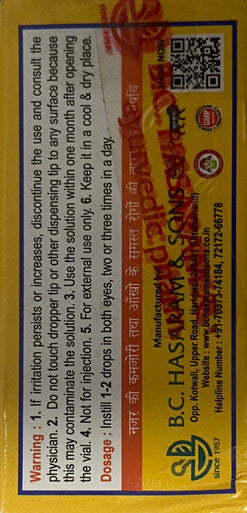 Warning : 1. If irritation persists or increases, discontinue the use and consult the
physician. 2. Do not touch dropper tip or other dispensing tip to any surface because
this may contaminate the solution. 3. Use the solution within one month after opening
the vial. 4. Not for injection. 5. For external use only. 6. Keep it in a cool & dry place.
Dosage : Instill 1-2 drops in both eyes, two or three times in a day.
नज़र की कमजोरी तथा आँखों के समस्त रोगों की
Manufactured by
B.C. HASARAM & SONS
Opp. Kotwali, Upper Road, Haridwar
Website : www.bchasaramandsons.co.in
Helpline Number : +91-76373-74184, 72172-66778
since 1957
SCAN NOW
GMP